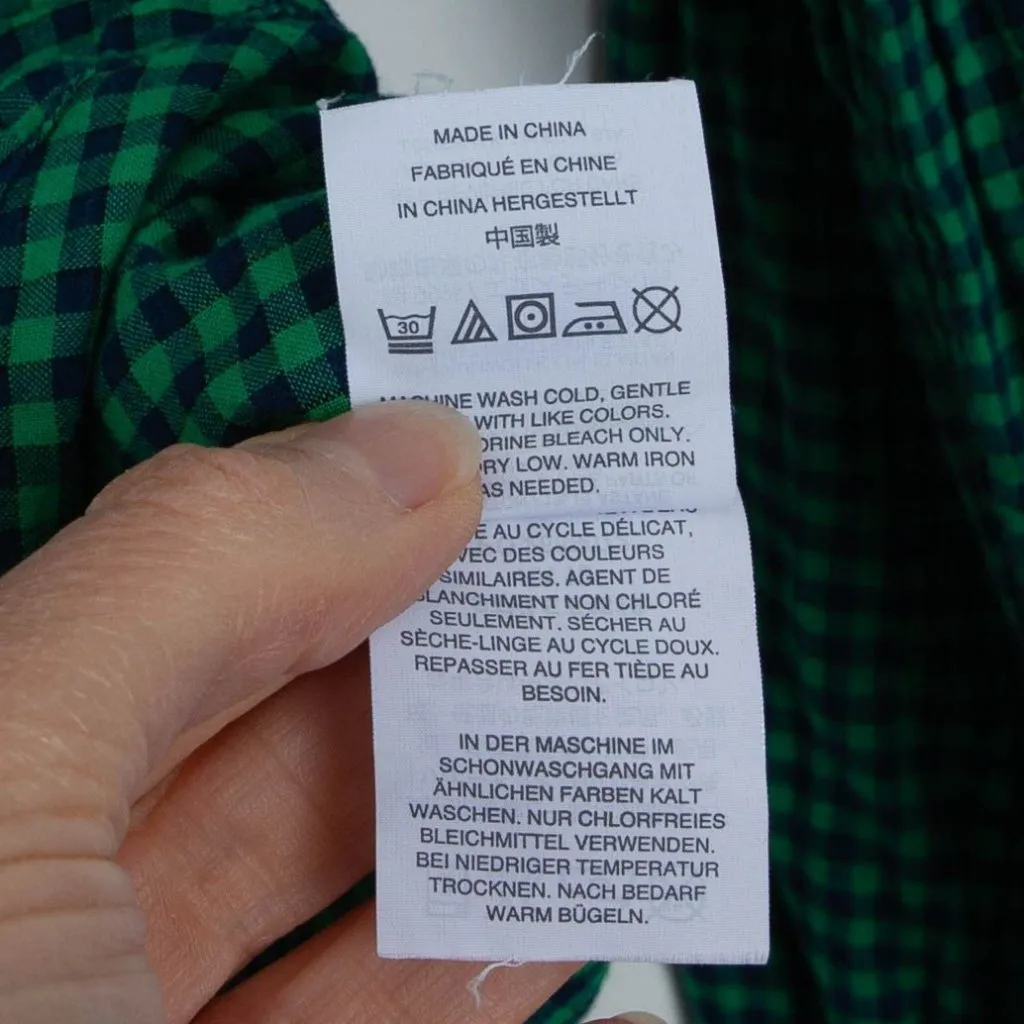 MADE IN CHINA
FABRIQUÉ EN CHINE
IN CHINA HERGESTELLT
中国製
30
MACHINE WASH COLD, GENTLE
WITH LIKE COLORS.
BLEACH ONLY.
LOW. WARM IRON
AS NEEDED.
AU CYCLE DÉLICAT,
DES COULEURS
SIMILAIRES. AGENT DE
BLANCHIMENT NON CHLORÉ
SEULEMENT. SÉCHER AU
SÈCHE-LINGE AU CYCLE DOUX.
REPASSER AU FER TIÈDE AU
BESOIN.
IN DER MASCHINE IM
SCHONWASCHGANG MIT
ÄHNLICHEN FARBEN KALT
WASCHEN. NUR CHLORFREIES
BLEICHMITTEL VERWENDEN.
BEI NIEDRIGER TEMPERATUR
TROCKNEN. NACH BEDARF
WARM BÜGELN.